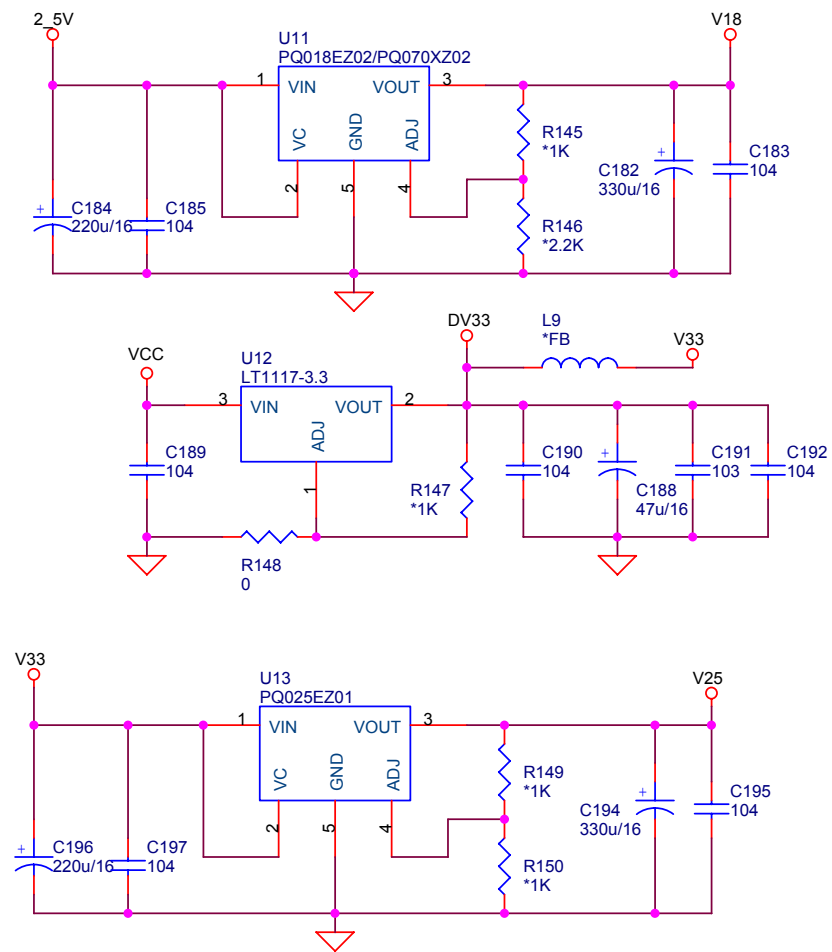 2_5V
V18
U11
PQ018EZ02/PQ070XZ02
1
VIN
VOUT
3
VC
GND
ADJ
2
5
4
R145
*1K
R146
*2.2K
C182
330u/16
C183
104
C184
220u/16
C185
104
VCC
U12
LT1117-3.3
3
VIN
VOUT
2
ADJ
1
DV33
L9
*FB
V33
C189
104
R147
*1K
R148
0
C190
104
C188
47u/16
C191
103
C192
104
V33
U13
PQ025EZ01
1
VIN
VOUT
3
VC
GND
ADJ
2
5
4
V25
R149
*1K
R150
*1K
C194
330u/16
C195
104
C196
220u/16
C197
104